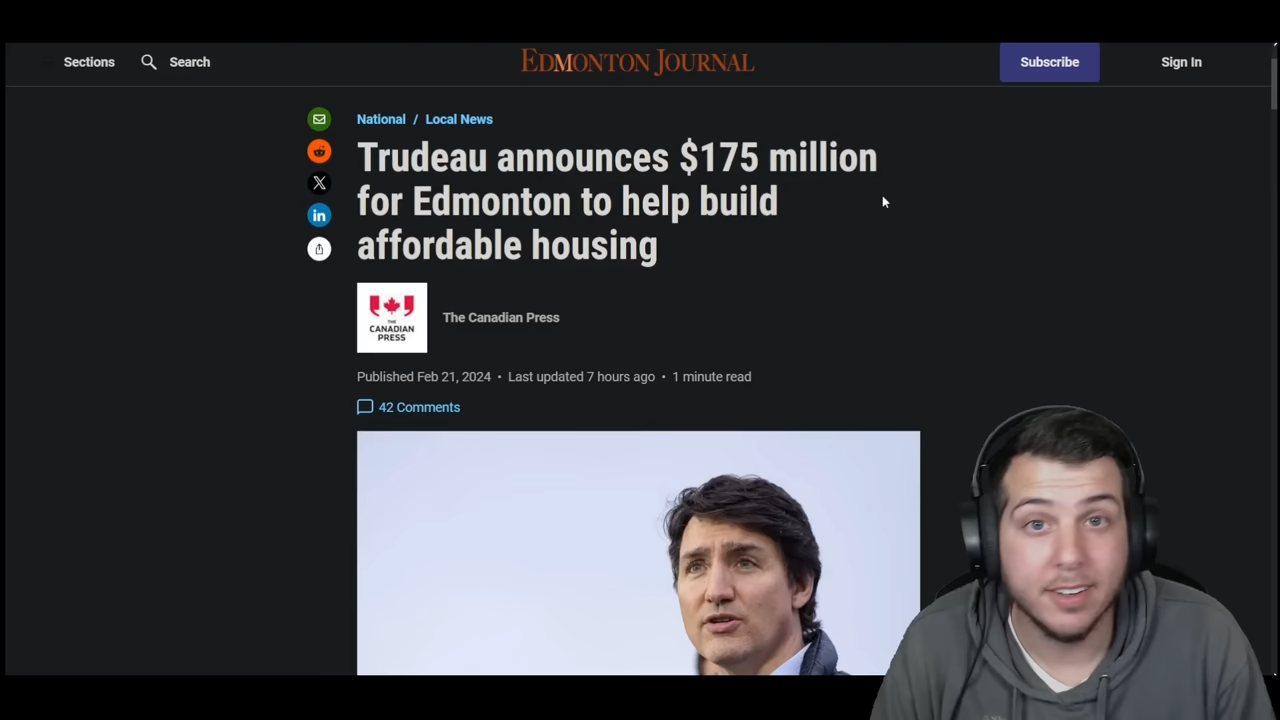 Sections
Search
EDMONTON JOURNAL
Subscribe
Sign In
National / Local News
Trudeau announces $175 million
for Edmonton to help build
affordable housing
THE
CANADIAN
PRESS
The Canadian Press
Published Feb 21, 2024 • Last updated 7 hours ago • 1 minute read
42 Comments